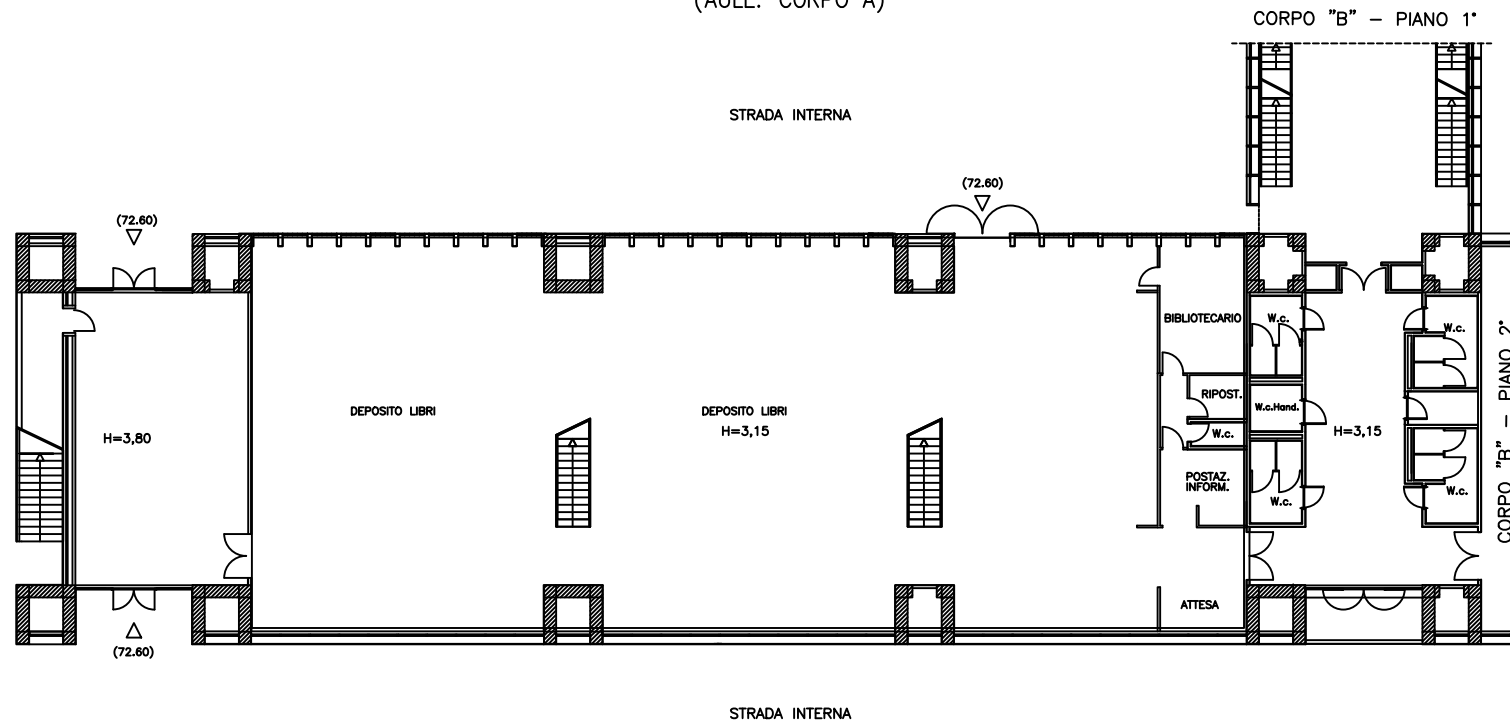 (AULE: CORPO A)
CORPO "B" – PIANO 1°
STRADA INTERNA
(72.60)
(72.60)
BIBLIOTECARIO
W.c.
W.c.
RIPOST.
DEPOSITO LIBRI
DEPOSITO LIBRI
W.c.Hand.
H=3,80
H=3,15
W.c.
H=3,15
POSTAZ.
INFORM.
W.c.
W.c.
CORPO "B" – PIANO 2°
ATTESA
(72.60)
STRADA INTERNA